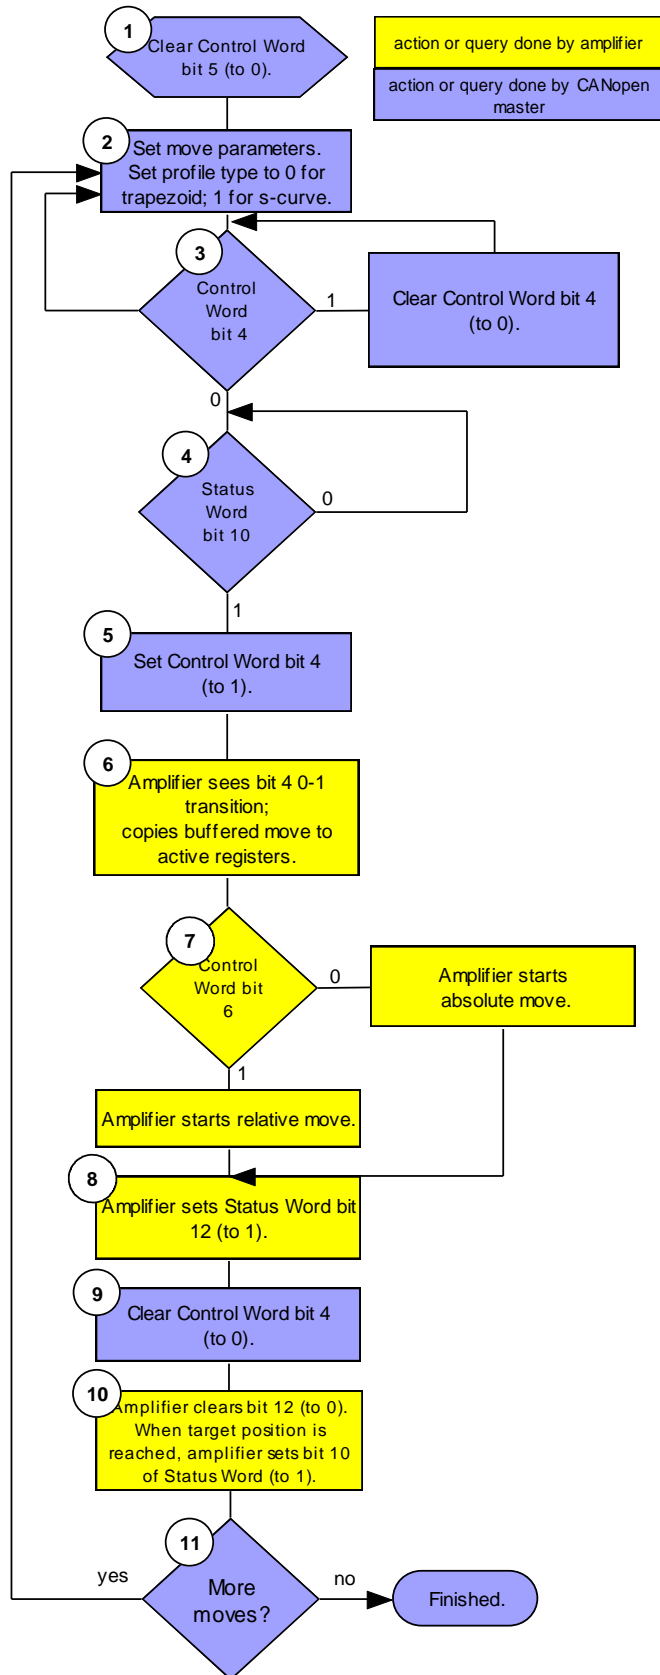 1
Clear Control Word
bit 5 (to 0).
action or query done by amplifier
action or query done by CANopen
master
2
Set move parameters.
Set profile type to 0 for
trapezoid; 1 for s-curve.
3
Control
Word
bit 4
1
Clear Control Word bit 4
(to 0).
0
4
Status
Word
bit 10
0
1
5
Set Control Word bit 4
(to 1).
6
Amplifier sees bit 4 0-1
transition;
copies buffered move to
active registers.
7
Control
Word bit
6
0
Amplifier starts
absolute move.
1
Amplifier starts relative move.
8
Amplifier sets Status Word bit
12 (to 1).
9
Clear Control Word bit 4
(to 0).
10
Amplifier clears bit 12 (to 0).
When target position is
reached, amplifier sets bit 10
of Status Word (to 1).
11
More
moves?
yes
no
Finished.